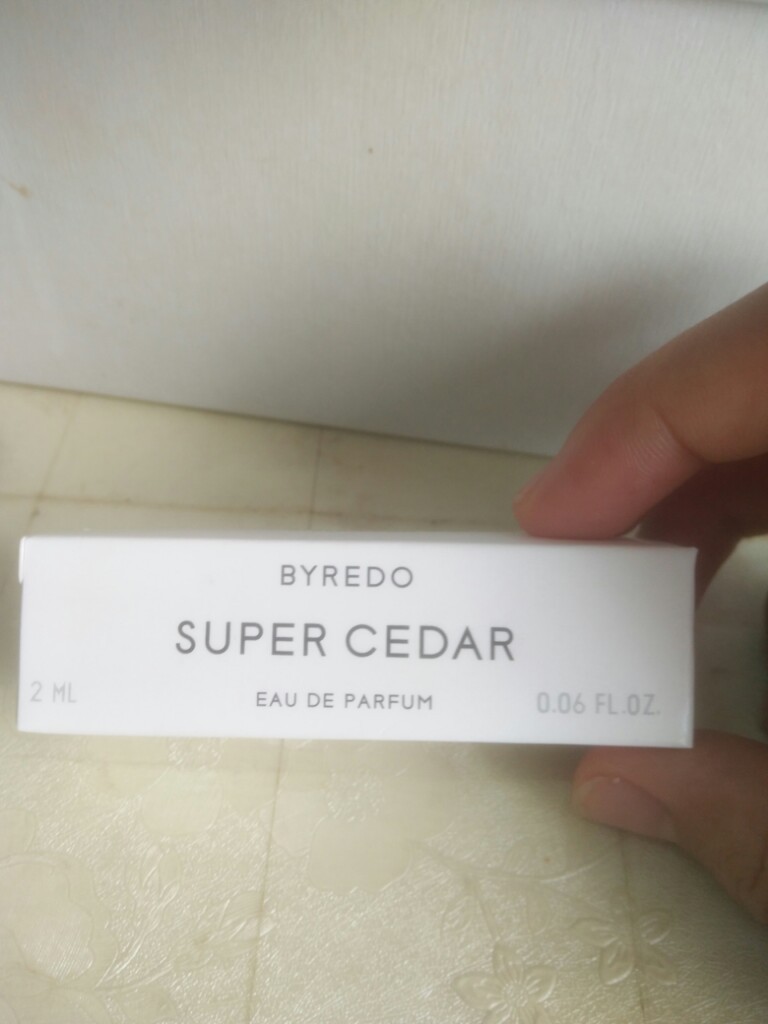 BYREDO
SUPER CEDAR
2 ML EAU DE PARFUM 0.06 FL.OZ.